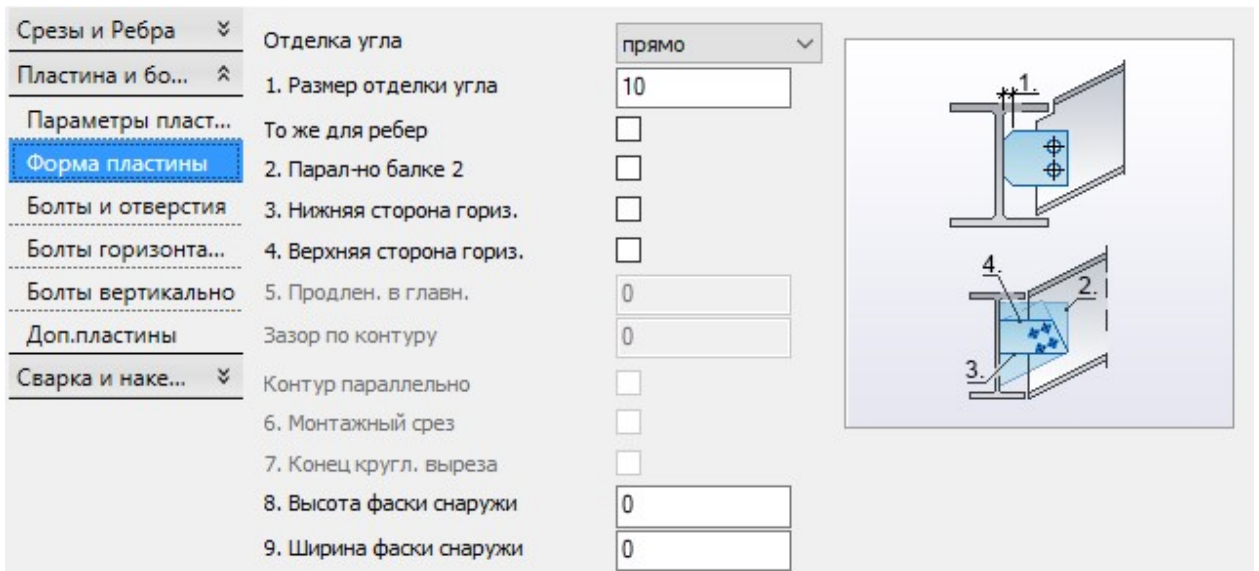 Срезы и Ребра
Пластина и бо...
Параметры пласт...
Форма пластины
Болты и отверстия
Болты горизонта...
Болты вертикально
Доп.пластины
Сварка и наке...
Отделка угла
прямо
1. Размер отделки угла
10
То же для ребер
2. Парал-но балке 2
3. Нижняя сторона гориз.
4. Верхняя сторона гориз.
5. Продлен. в главн.
0
Зазор по контуру
0
Контур параллельно
6. Монтажный срез
7. Конец кругл. выреза
8. Высота фаски снаружи
0
9. Ширина фаски снаружи
0
1.
4.
2.
3.